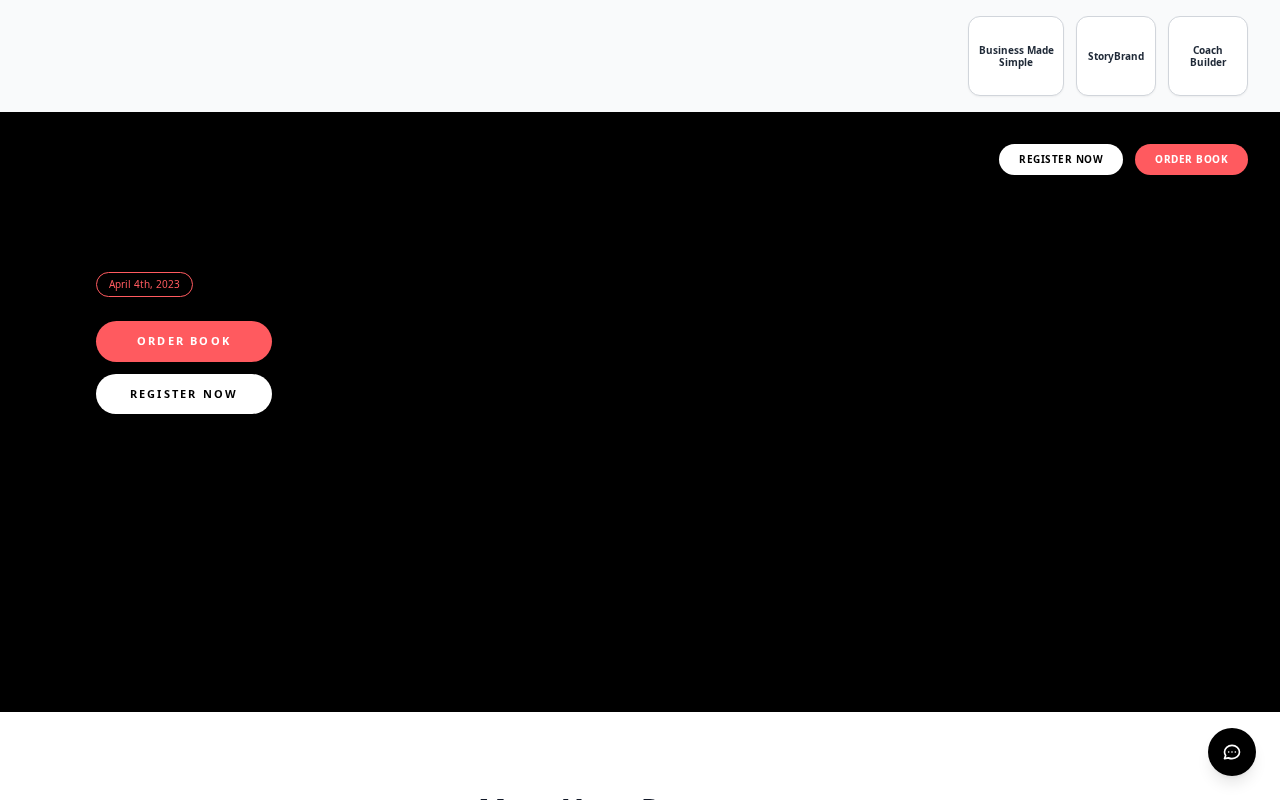 Business Made
Simple
StoryBrand
Coach
Builder
REGISTER NOW
ORDER BOOK
April 4th, 2023
ORDER BOOK
REGISTER NOW